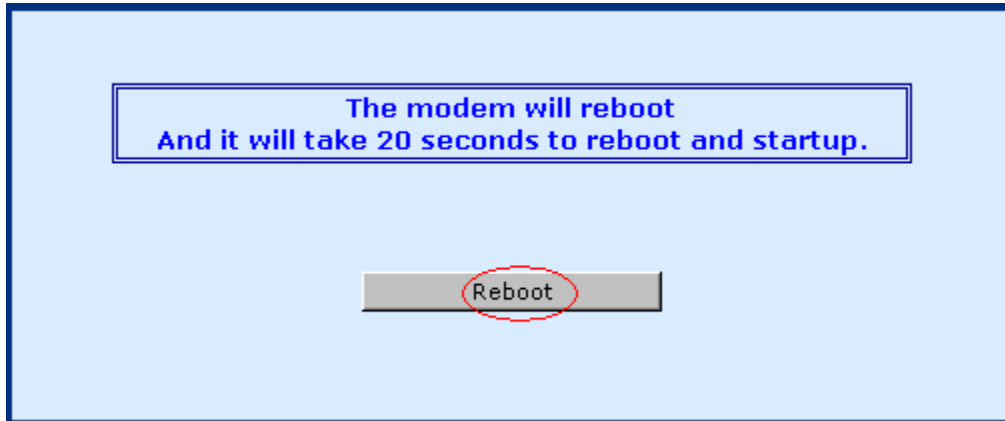 The modem will reboot
And it will take 20 seconds to reboot and startup.
Reboot